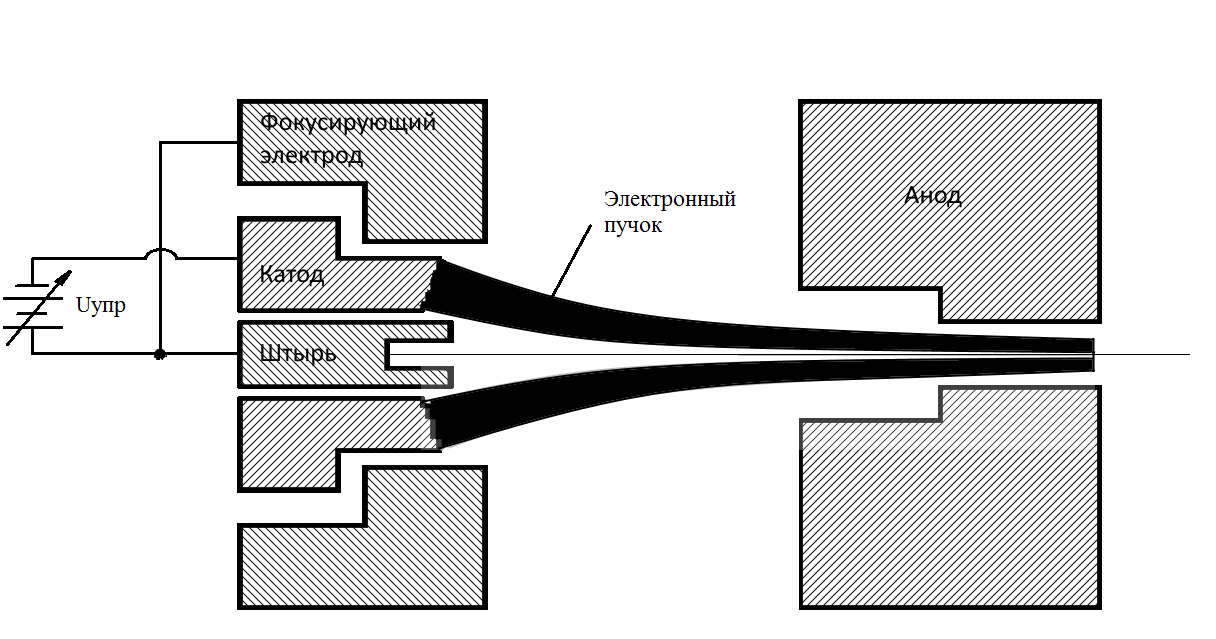 Фокусирующий
электрод
Электронный
пучок
Анод
Катод
Uупр
Штырь